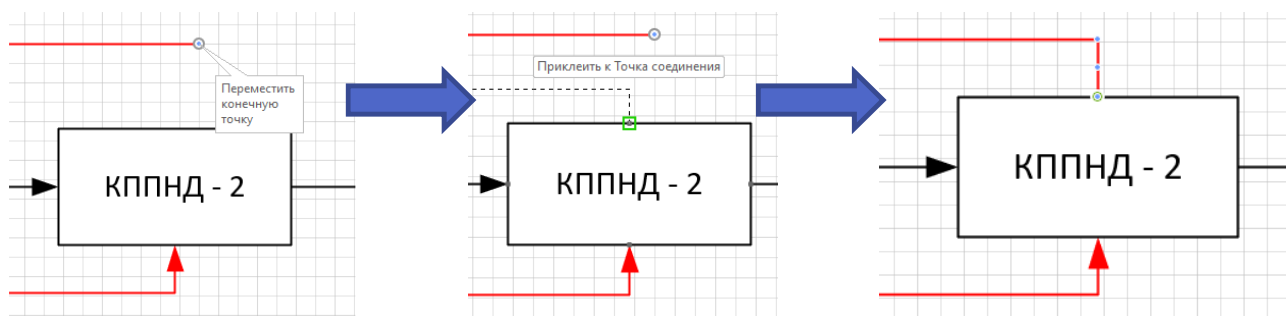 Переместить
конечную
точку
КППНД - 2
Приклеить к Точка соединения
КППНД - 2
КППНД - 2